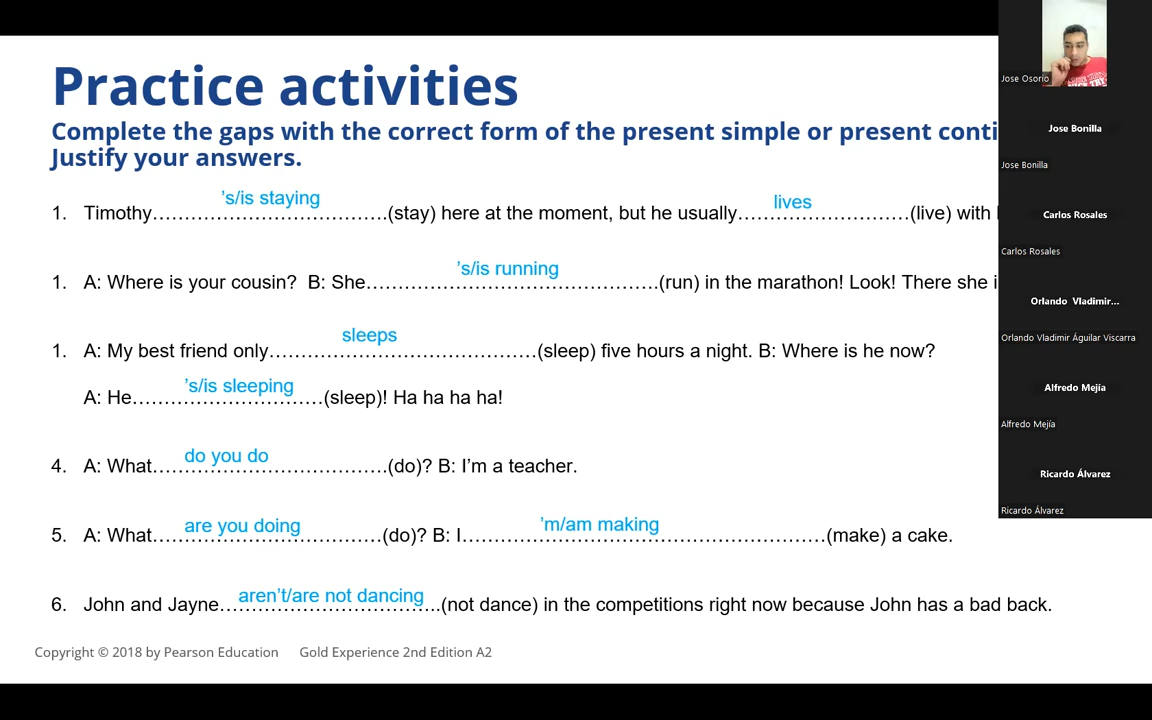 Practice activities
Complete the gaps with the correct form of the present simple or present conti
Justify your answers.
's/is staying
lives
1. Timothy……………………………….(stay) here at the moment, but he usually………………………(live) with
's/is running
1. A: Where is your cousin? B: She……………………………………….(run) in the marathon! Look! There she i
sleeps
1. A: My best friend only……………………………………(sleep) five hours a night. B: Where is he now?
's/is sleeping
A: He…………………………(sleep)! Ha ha ha ha!
do you do
4. A: What……………………………….(do)? B: I'm a teacher.
are you doing
'm/am making
5. A: What………………………………(do)? B: I…………………………………………………(make) a cake.
aren't/are not dancing
6. John and Jayne……………………………..(not dance) in the competitions right now because John has a bad back.
Copyright © 2018 by Pearson Education Gold Experience 2nd Edition A2
Jose Osorio
Jose Bonilla
Jose Bonilla
Carlos Rosales
Carlos Rosales
Orlando Vladimir...
Orlando Vladimir Águilar Viscarra
Alfredo Mejía
Alfredo Mejía
Ricardo Álvarez
Ricardo Álvarez